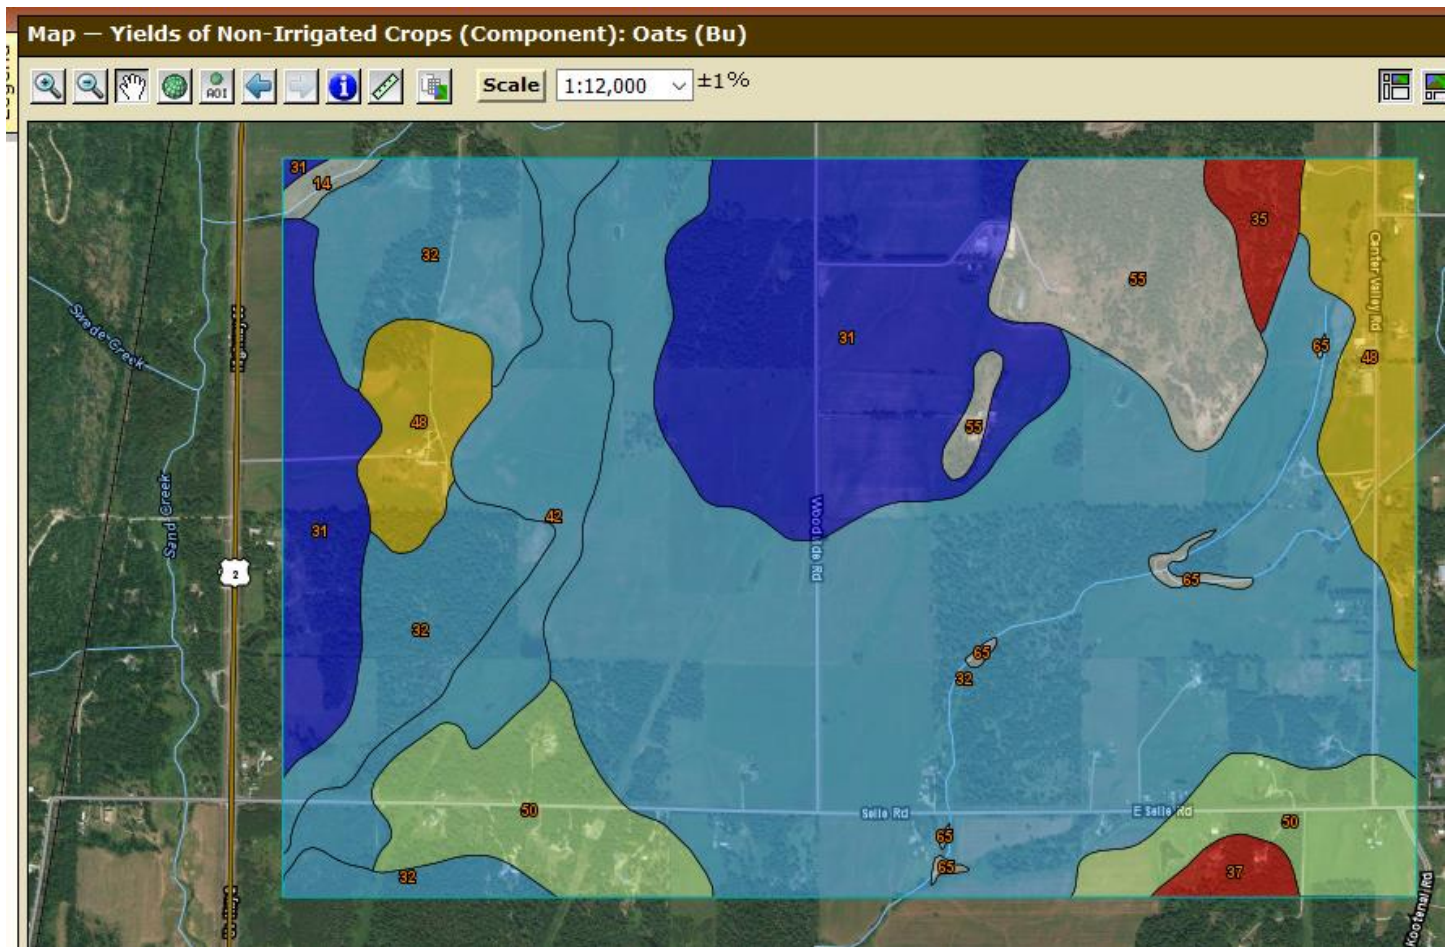 Map — Yields of Non-Irrigated Crops (Component): Oats (Bu)
Legend
AOI
Scale
1:12,000
±1%
31
14
35
32
55
Center Valley Rd
Swede Creek
31
65
48
48
55
Sand Creek
31
42
Woodside Rd
2
65
32
65
32
50
Selle Rd
E Selle Rd
50
65
65
32
37
Kootenai Rd